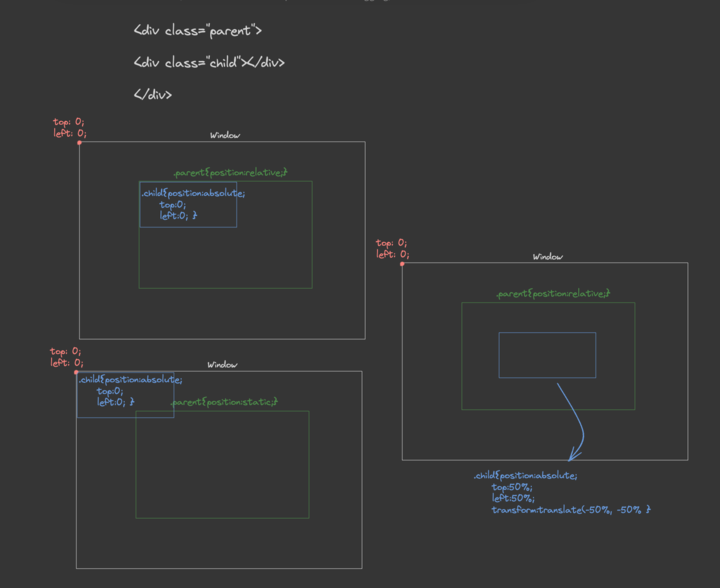 <div class="parent">
<div class="child"></div>
</div>
top: 0;
left: 0;
Window
.parent{position:relative;}
.child{position:absolute;
top:0;
left:0; }
top: 0;
left: 0;
Window
.child{position:absolute;
top:0;
left:0; }
.parent{position:static;}
top: 0;
left: 0;
Window
.parent{position:relative;}
.child{position:absolute;
top:50%;
left:50%;
transform:translate(-50%, -50% }